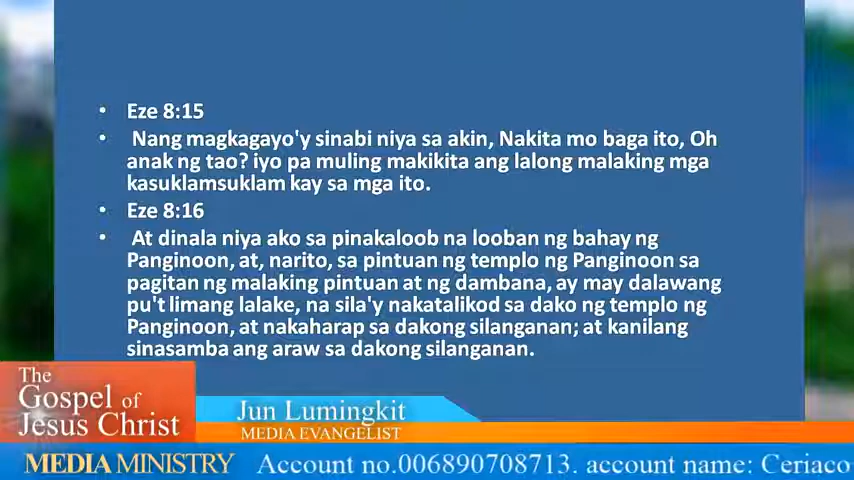 • Eze 8:15
• Nang magkagayo'y sinabi niya sa akin, Nakita mo baga ito, Oh
anak ng tao? iyo pa muling makikita ang lalong malaking mga
kasuklamsuklam kay sa mga ito.
• Eze 8:16
• At dinala niya ako sa pinakaloob na looban ng bahay ng
Panginoon, at, narito, sa pintuan ng templo ng Panginoon sa
pagitan ng malaking pintuan at ng dambana, ay may dalawang
pu't limang lalake, na sila'y nakatalikod sa dako ng templo ng
Panginoon, at nakaharap sa dakong silanganan; at kanilang
sinasamba ang araw sa dakong silanganan.
The
Gospel of
Jesus Christ
Jun Lumingkit
MEDIA EVANGELIST
MEDIA MINISTRY
Account no.006890708713. account name: Ceriaco